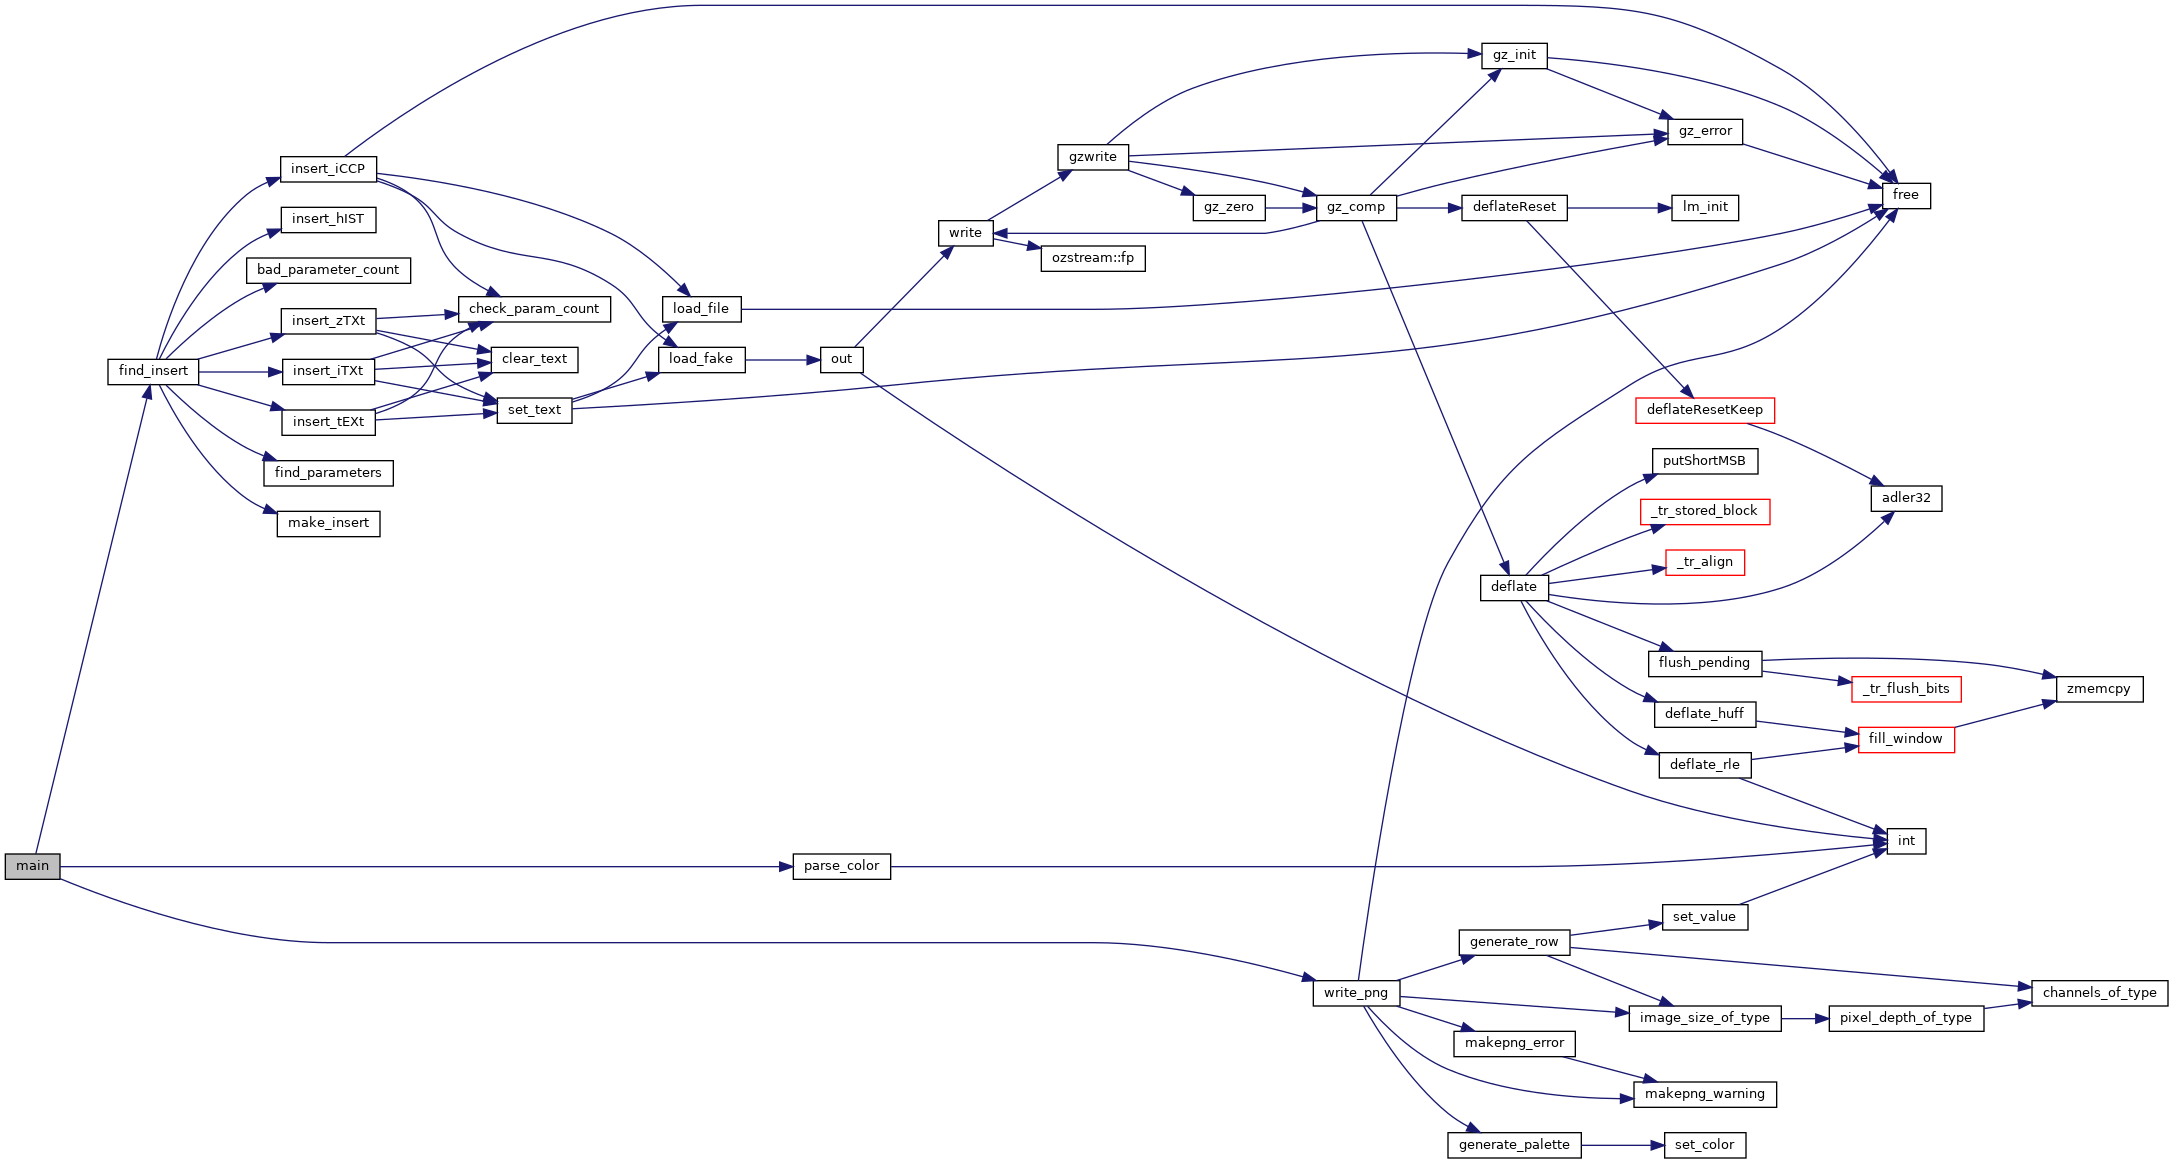 main
find_insert
insert_iCCP
insert_hIST
bad_parameter_count
insert_zTXt
insert_iTXt
insert_tEXt
find_parameters
make_insert
check_param_count
clear_text
set_text
load_file
load_fake
out
parse_color
write
gzwrite
ozstream::fp
gz_zero
gz_comp
gz_init
gz_error
free
deflateReset
lm_init
deflateResetKeep
putShortMSB
_tr_stored_block
_tr_align
adler32
deflate
flush_pending
_tr_flush_bits
zmemcpy
deflate_huff
fill_window
deflate_rle
int
set_value
write_png
generate_row
channels_of_type
image_size_of_type
pixel_depth_of_type
makepng_error
makepng_warning
generate_palette
set_color